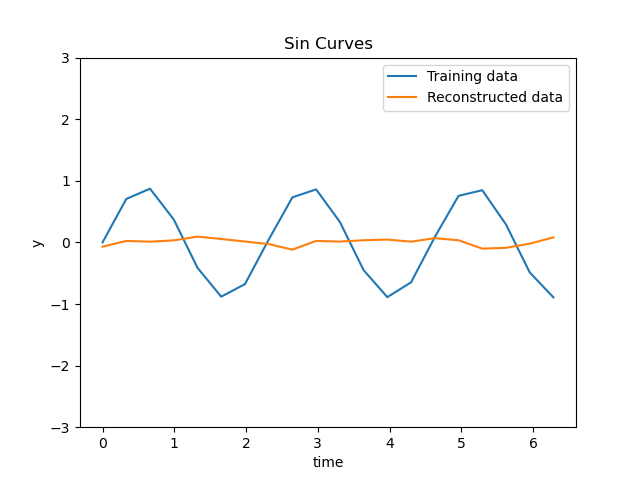 Sin Curves
Training data
Reconstructed data
3
2
1
0
−1
−2
−3
y
0
1
2
3
4
5
6
time